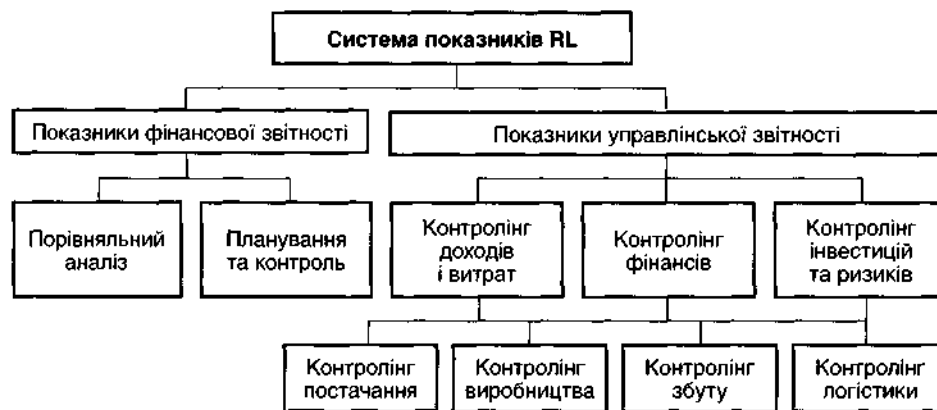 Система показників RL
Показники фінансової звітності
Показники управлінської звітності
Порівняльний
аналіз
Планування
та контроль
Контролінг
доходів
і витрат
Контролінг
фінансів
Контролінг
інвестицій
та ризиків
Контролінг
постачання
Контролінг
виробництва
Контролінг
збуту
Контролінг
логістики